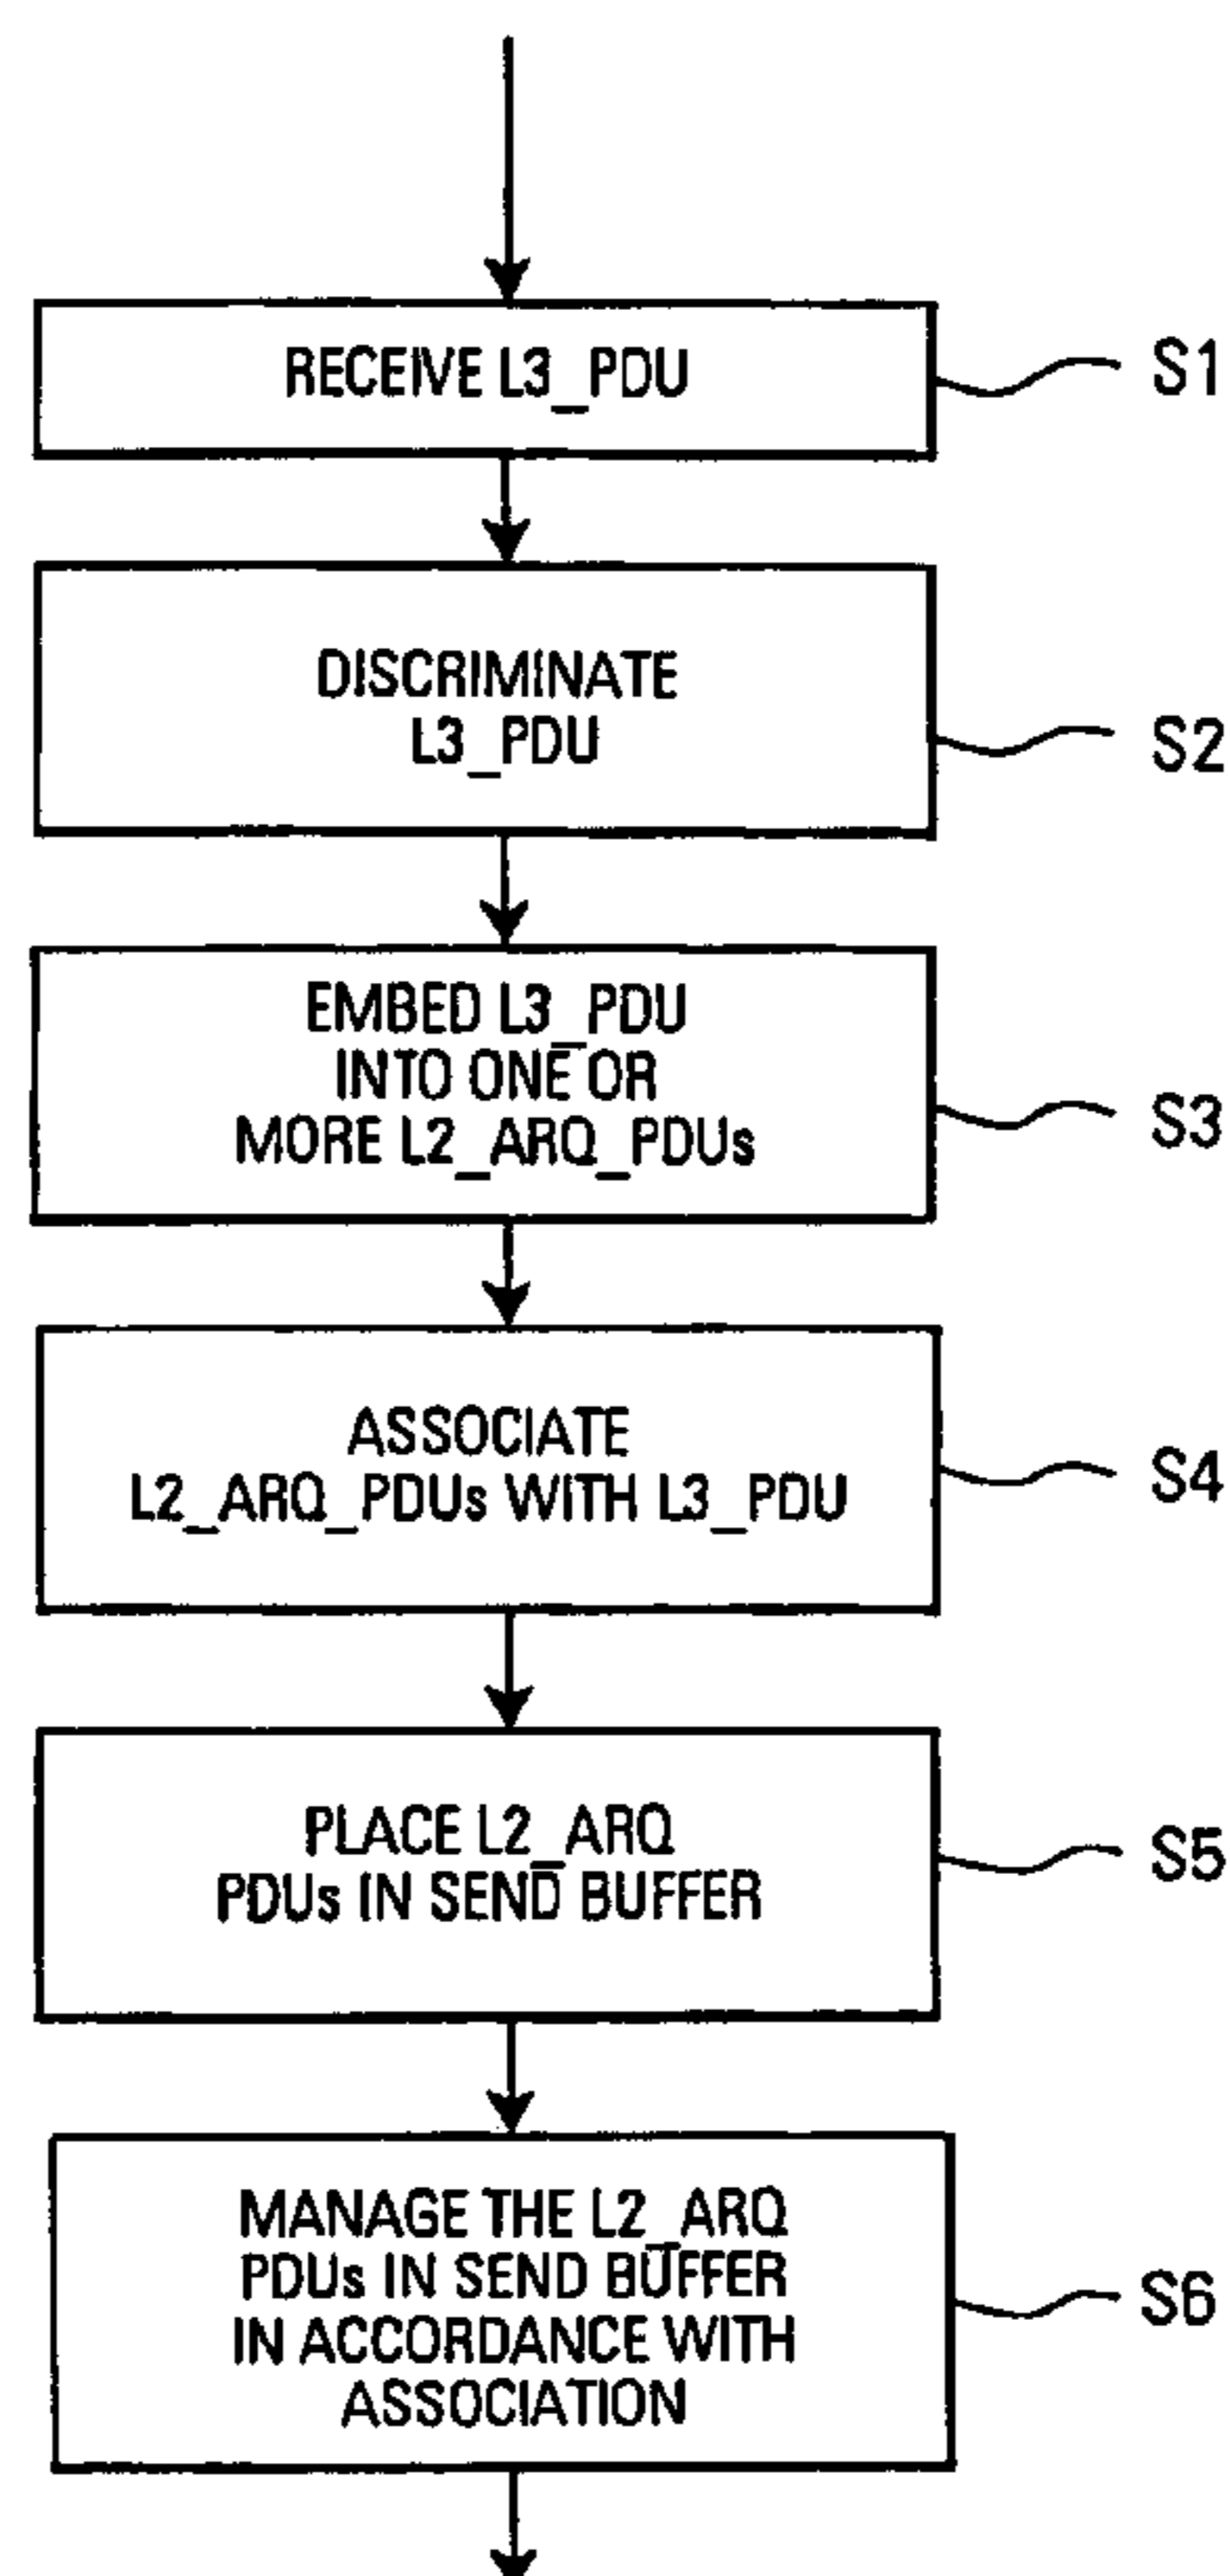 RECEIVE L3_PDU
S1
DISCRIMINATE
L3_PDU
S2
EMBED L3_PDU
INTO ONE OR
MORE L2_ARQ_PDUs
S3
ASSOCIATE
L2_ARQ_PDUs WITH L3_PDU
S4
PLACE L2_ARQ
PDUs IN SEND BUFFER
S5
MANAGE THE L2_ARQ
PDUs IN SEND BUFFER
IN ACCORDANCE WITH
ASSOCIATION
S6